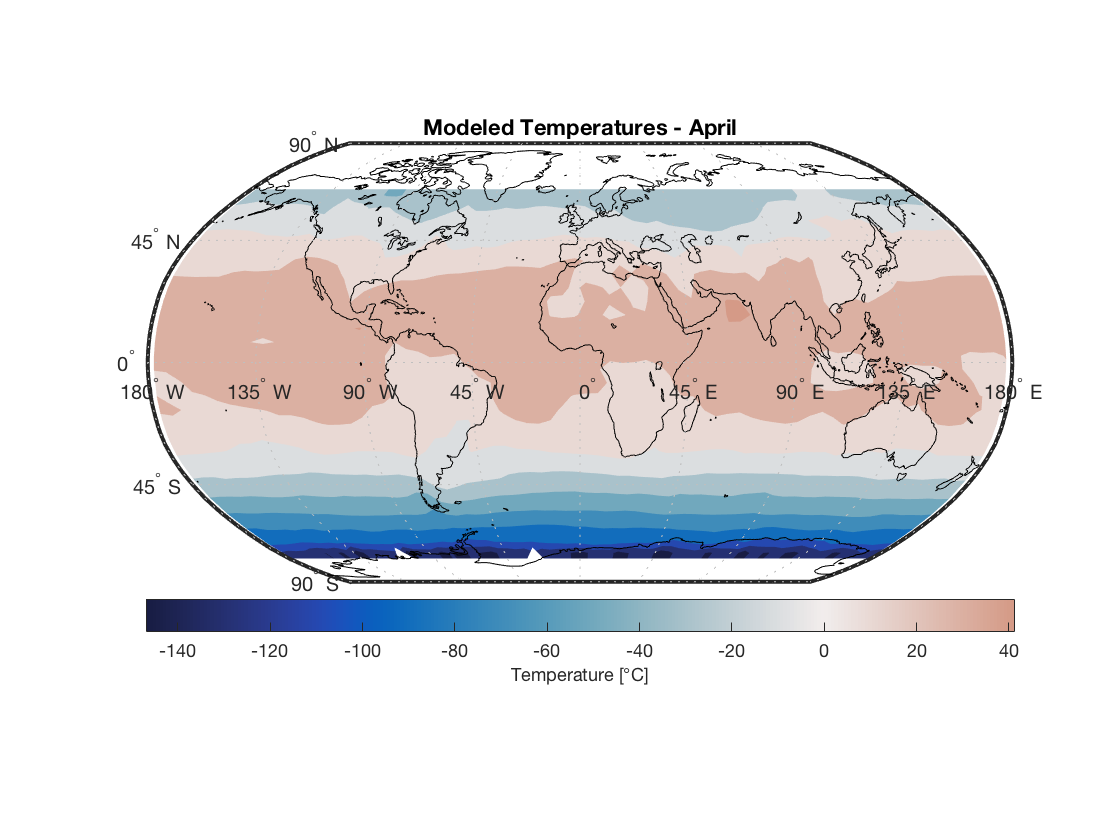 Modeled Temperatures - April
90° N
45° N
0°
180° W 135° W 90° W 45° W 0° 45° E 90° E 135° E 180° E
45° S
90° S
-140 -120 -100 -80 -60 -40 -20 0 20 40
Temperature [°C]